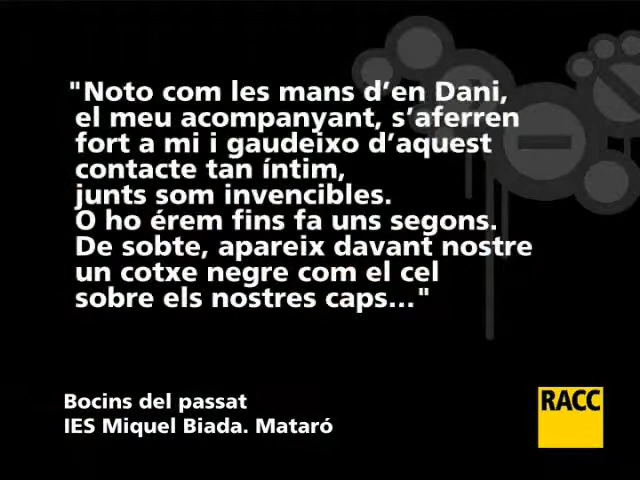 "Noto com les mans d’en Dani,
el meu acompanyant, s’aferren
fort a mi i gaudeixo d’aquest
contacte tan íntim,
junts som invencibles.
O ho érem fins fa uns segons.
De sobte, apareix davant nostre
un cotxe negre com el cel
sobre els nostres caps..."
Bocins del passat
IES Miquel Biada. Mataró
RACC